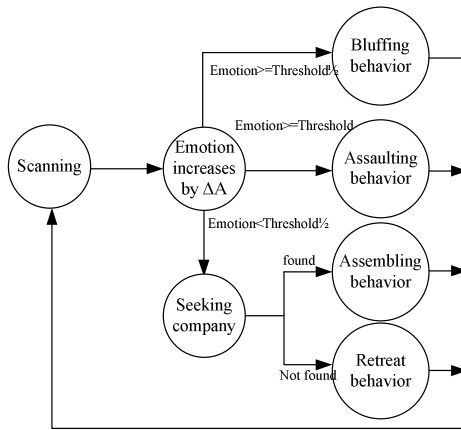 Bluffing
behavior
Emotion>=Threshold½
Emotion>=Threshold
Scanning
Emotion
increases
by ΔA
Assaulting
behavior
Emotion<Threshold½
found
Assembling
behavior
Seeking
company
Not found
Retreat
behavior